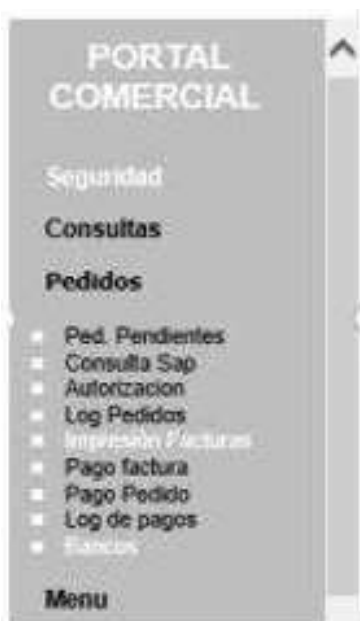 PORTAL
COMERCIAL
Seguridad
Consultas
Pedidos
Ped. Pendientes
Consulta Sap
Autorizacion
Log Pedidos
Impresión Facturas
Pago factura
Pago Pedido
Log de pagos
Bancos
Menu